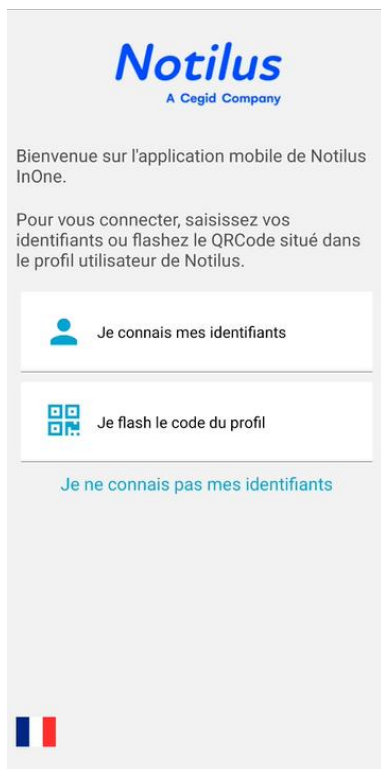 Notilus
A Cegid Company
Bienvenue sur l'application mobile de Notilus
InOne.
Pour vous connecter, saisissez vos
identifiants ou flashez le QRCode situé dans
le profil utilisateur de Notilus.
Je connais mes identifiants
Je flash le code du profil
Je ne connais pas mes identifiants